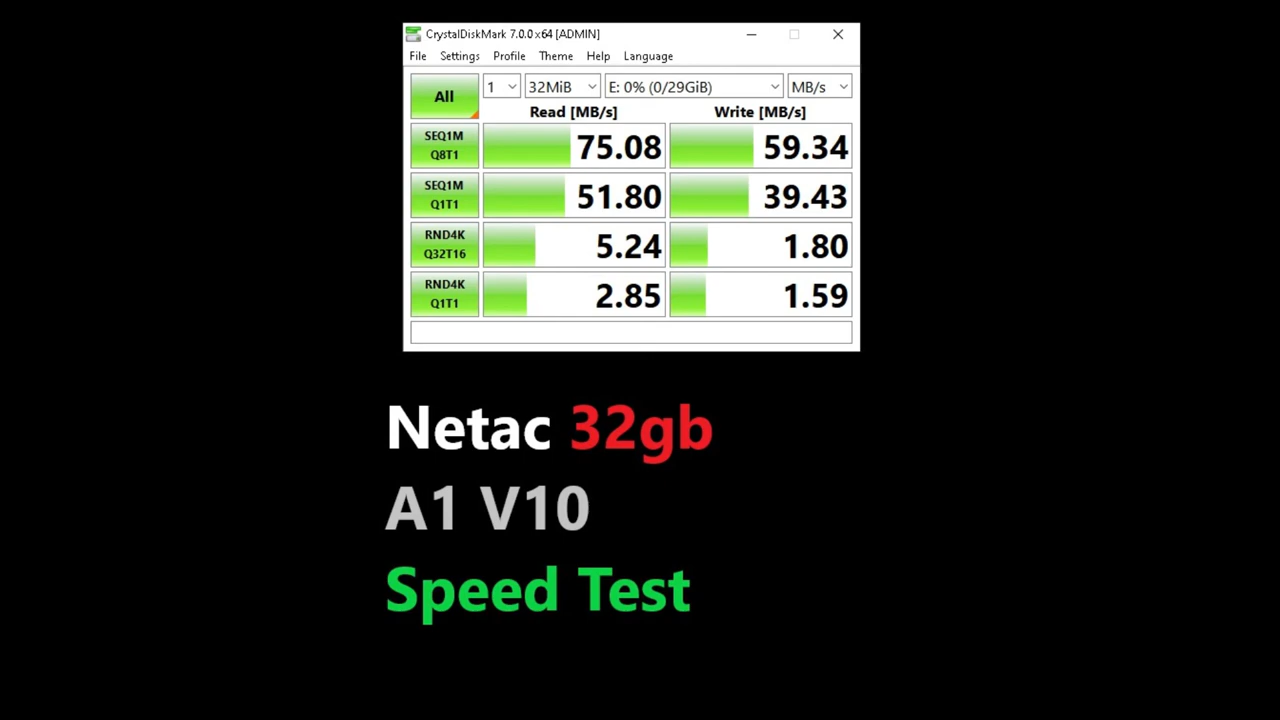 CrystalDiskMark 7.0.0 x64 [ADMIN]
File Settings Profile Theme Help Language
All 1 32MiB E: 0% (0/29GiB) MB/s
Read [MB/s] Write [MB/s]
SEQ1M Q8T1 75.08 59.34
SEQ1M Q1T1 51.80 39.43
RND4K Q32T16 5.24 1.80
RND4K Q1T1 2.85 1.59
Netac 32gb
A1 V10
Speed Test